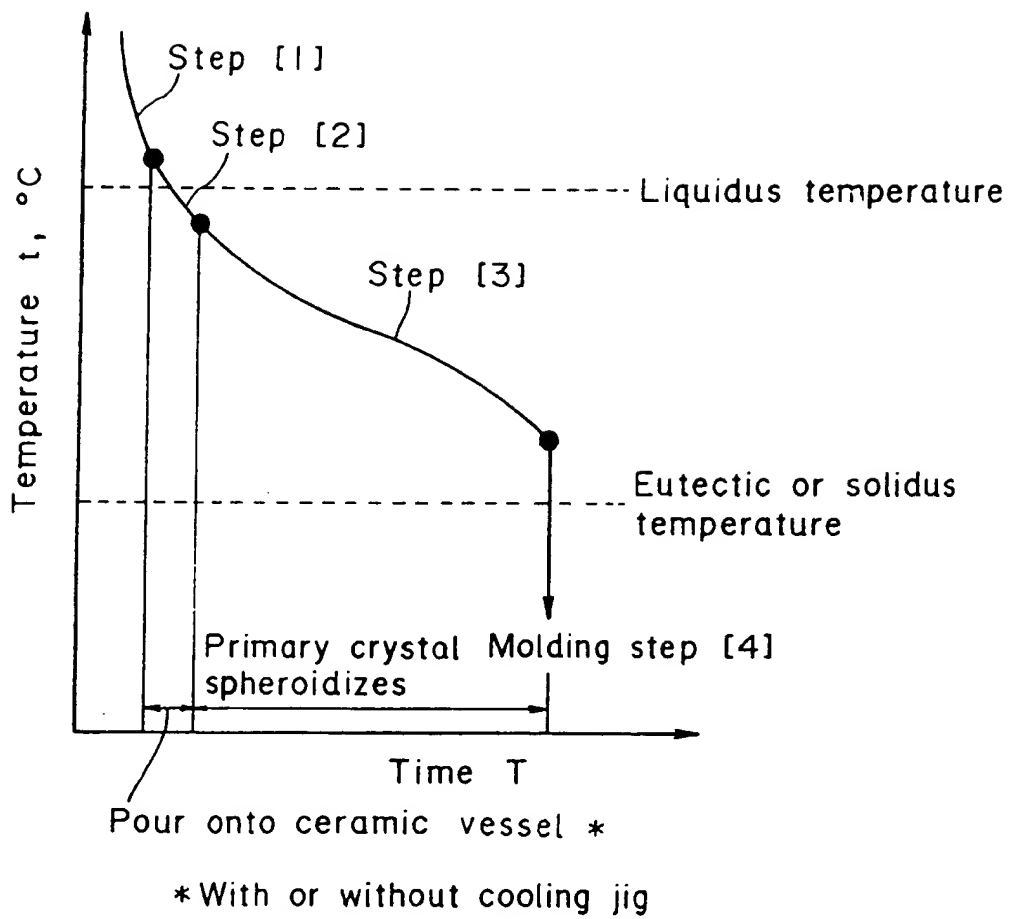 Step [1]
Step [2]
Liquidus temperature
Step [3]
Temperature t, °C
Eutectic or solidus
temperature
Primary crystal
spheroidizes
Molding step [4]
Time T
Pour onto ceramic vessel *
* With or without cooling jig